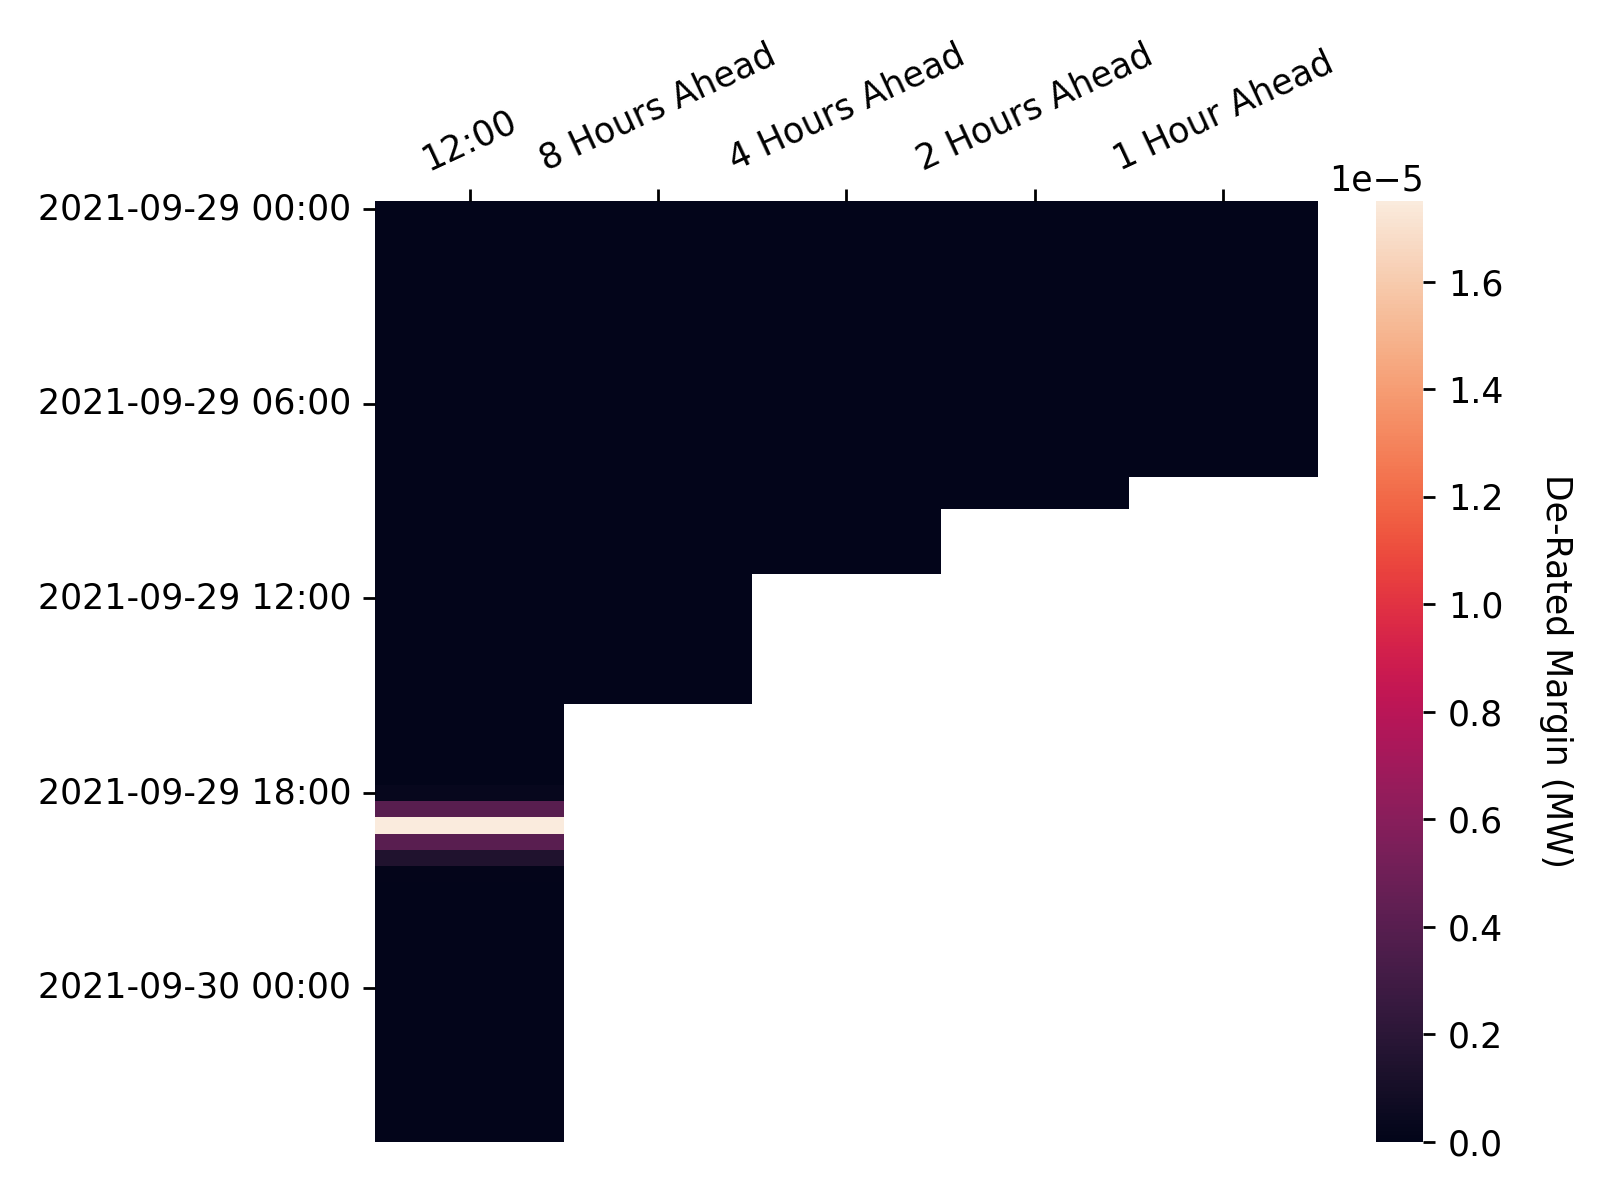 12:00
8 Hours Ahead
4 Hours Ahead
2 Hours Ahead
1 Hour Ahead
2021-09-29 00:00
2021-09-29 06:00
2021-09-29 12:00
2021-09-29 18:00
2021-09-30 00:00
1e−5
1.6
1.4
1.2
1.0
0.8
0.6
0.4
0.2
0.0
De-Rated Margin (MW)